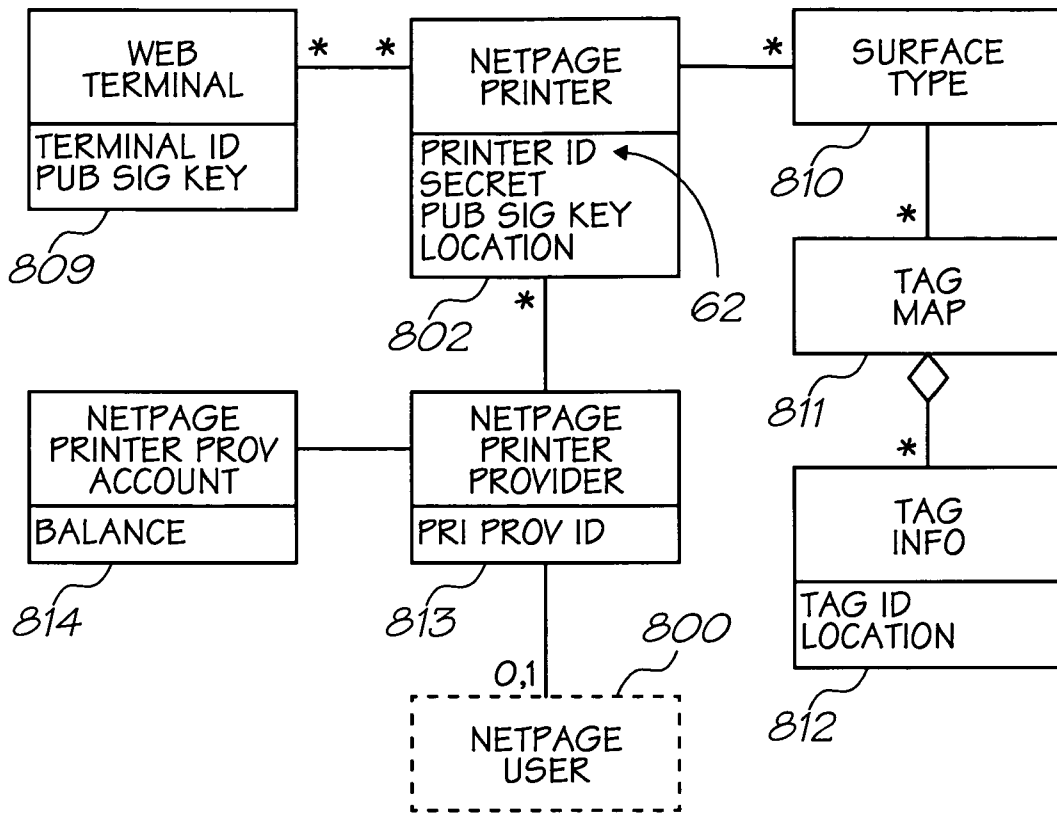 WEB
TERMINAL
TERMINAL ID
PUB SIG KEY
809
*
*
NETPAGE
PRINTER
PRINTER ID
SECRET
PUB SIG KEY
LOCATION
802
62
*
*
SURFACE
TYPE
810
*
TAG
MAP
811
*
NETPAGE
PRINTER PROV
ACCOUNT
BALANCE
814
NETPAGE
PRINTER
PROVIDER
PRI PROV ID
813
TAG
INFO
TAG ID
LOCATION
812
0,1
800
NETPAGE
USER